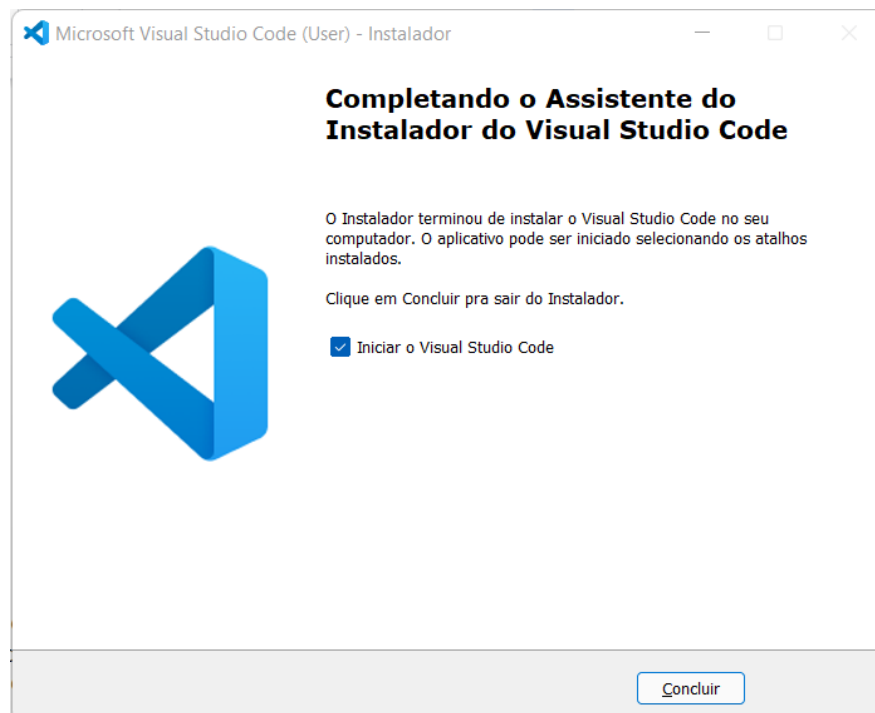 Microsoft Visual Studio Code (User) - Instalador
Completando o Assistente do
Instalador do Visual Studio Code
O Instalador terminou de instalar o Visual Studio Code no seu
computador. O aplicativo pode ser iniciado selecionando os atalhos
instalados.
Clique em Concluir pra sair do Instalador.
Iniciar o Visual Studio Code
Concluir